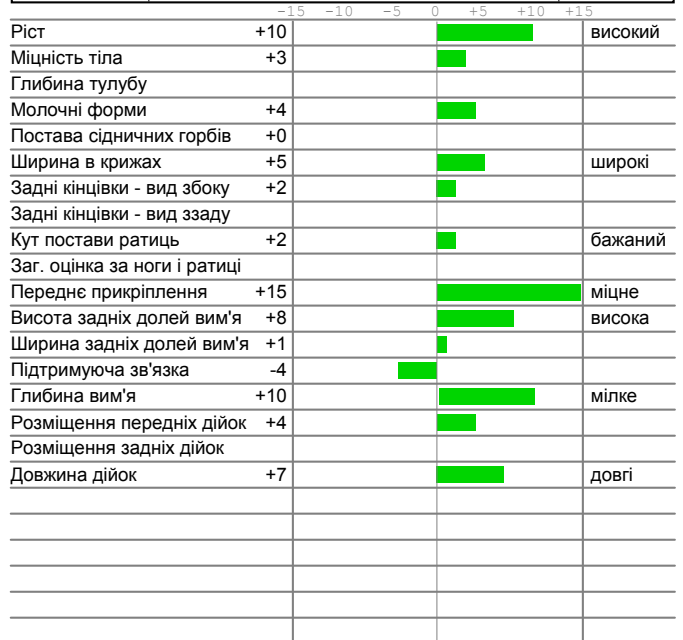 -15 -10 -5 0 +5 +10 +15
Ріст +10 високий
Міцність тіла +3
Глибина тулубу
Молочні форми +4
Постава сідничних горбів +0
Ширина в крижах +5 широкі
Задні кінцівки - вид збоку +2
Задні кінцівки - вид ззаду
Кут постави ратиць +2 бажаний
Заг. оцінка за ноги і ратиці
Переднє прикріплення +15 міцне
Висота задніх долей вим'я +8 висока
Ширина задніх долей вим'я +1
Підтримуюча зв'язка -4
Глибина вим'я +10 мілке
Розміщення передніх дійок +4
Розміщення задніх дійок
Довжина дійок +7 довгі